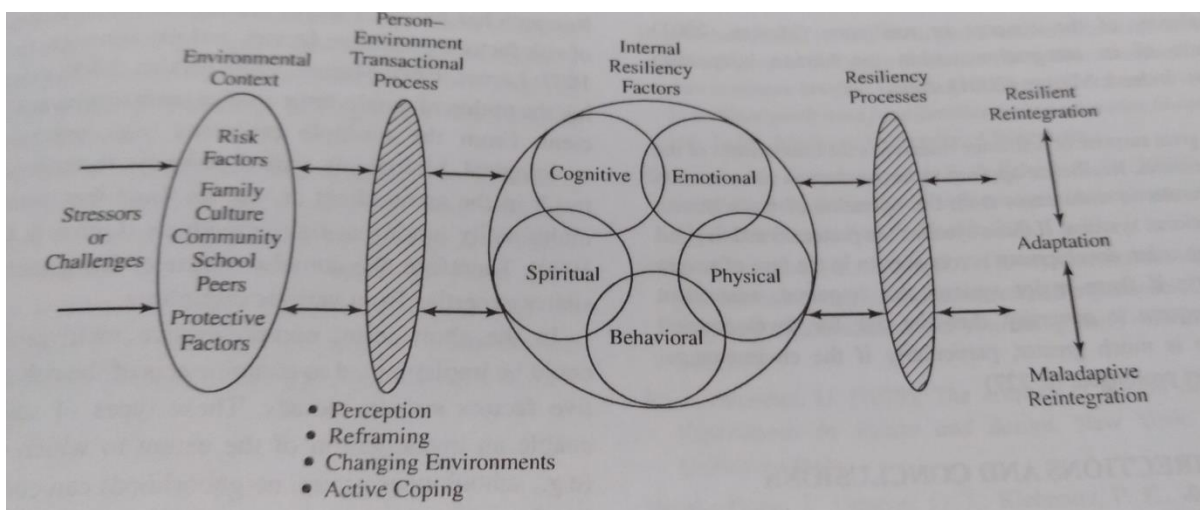 Environmental
Context
Person–
Environment
Transactional
Process
Internal
Resiliency
Factors
Resiliency
Processes
Resilient
Reintegration
Stressors
or
Challenges
Risk
Factors
Family
Culture
Community
School
Peers
Protective
Factors
Cognitive
Emotional
Spiritual
Physical
Behavioral
Adaptation
Maladaptive
Reintegration
• Perception
• Reframing
• Changing Environments
• Active Coping
RECTIONS AND CONCLUSIONS